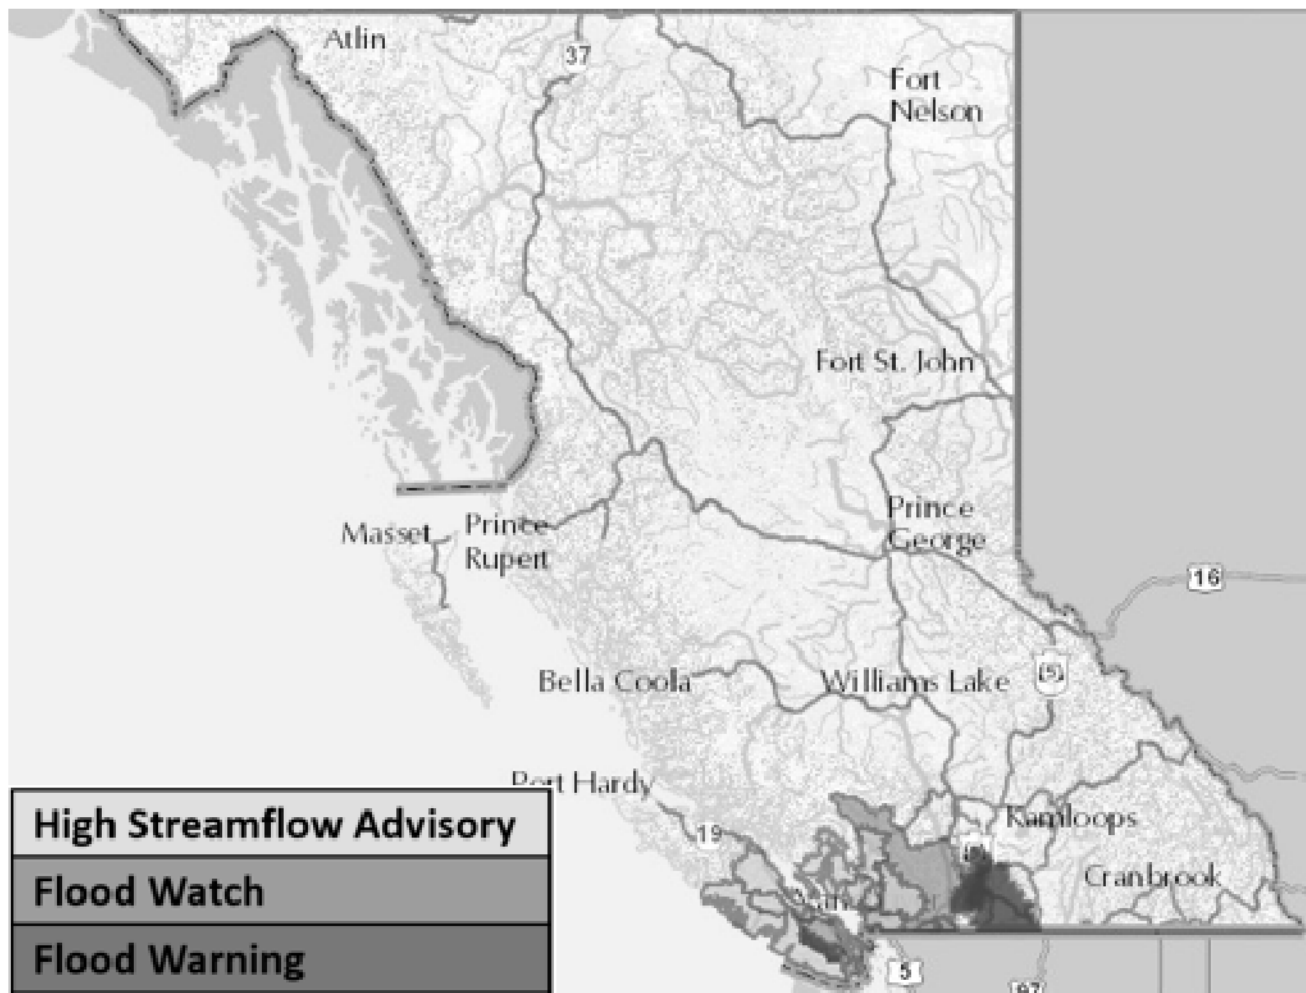 Atlin
37
Fort
Nelson
Fort St. John
Prince
George
Masset
Prince
Rupert
16
Bella Coola
Williams Lake
(5)
Port Hardy
19
Kamloops
Cranbrook
High Streamflow Advisory
Flood Watch
Flood Warning
5
97